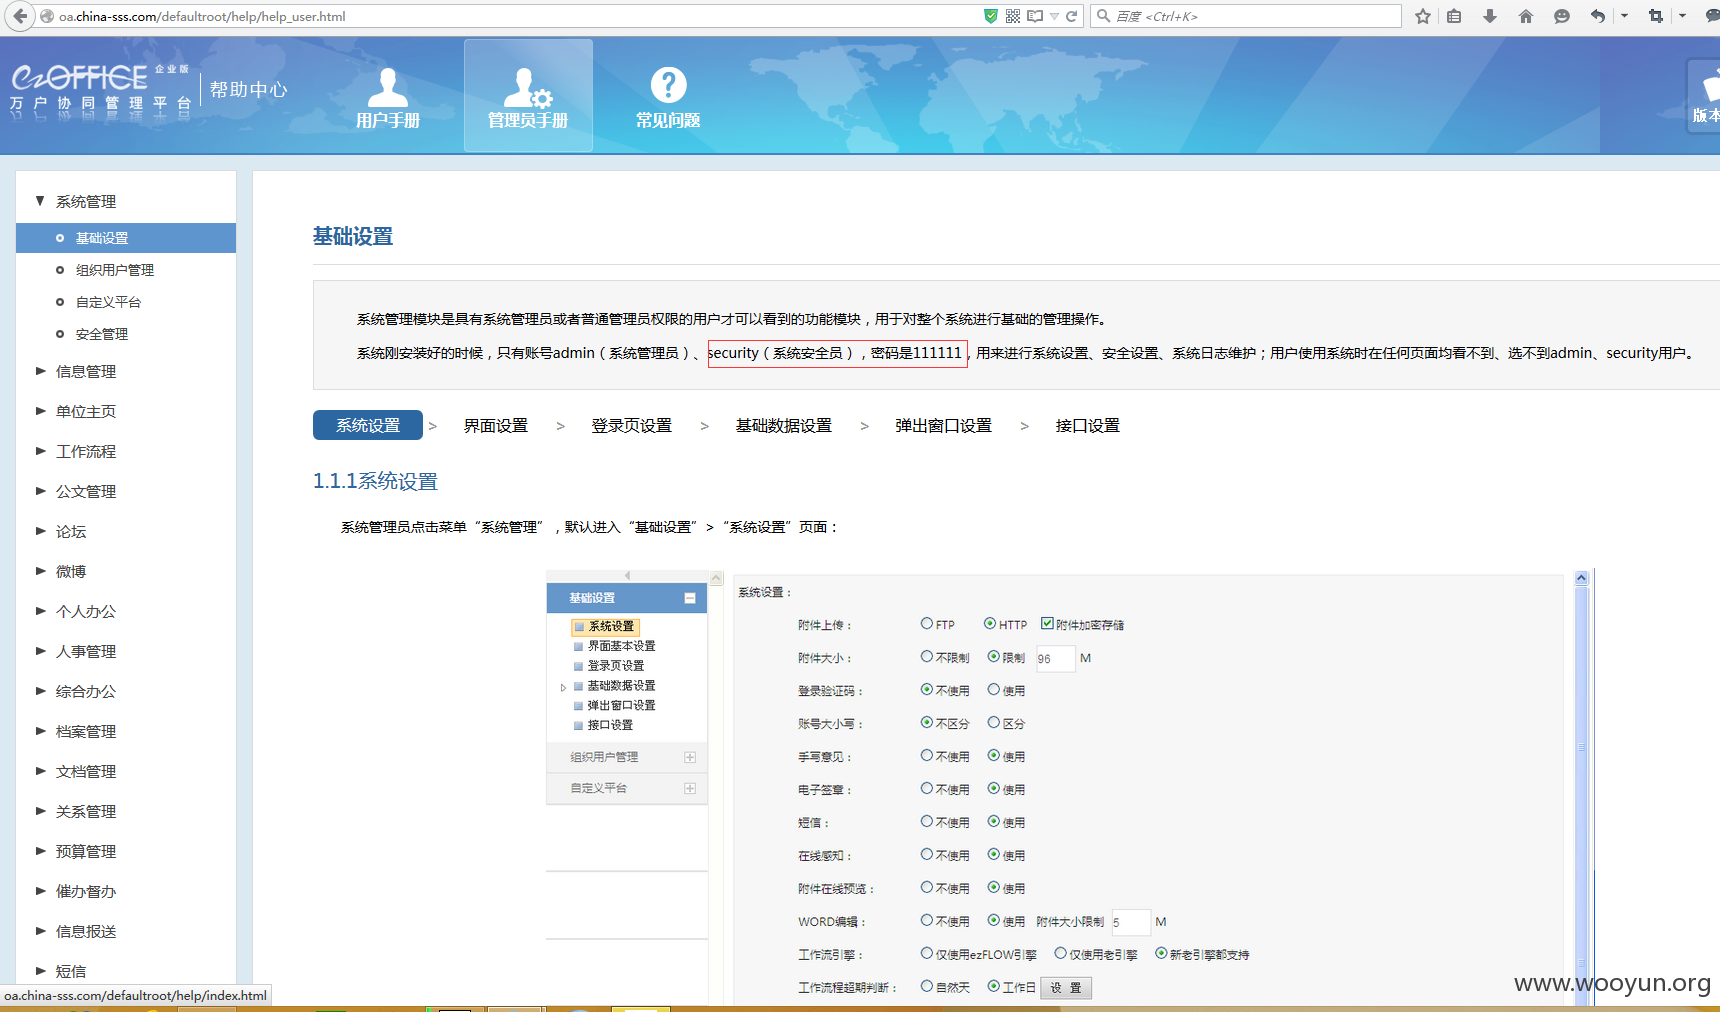 oa.china-sss.com/defaultroot/help/help_user.html
百度 <Ctrl+K>
ezOFFICE 企业版
万户协同管理平台
帮助中心
用户手册
管理员手册
常见问题
版本
系统管理
基础设置
组织用户管理
自定义平台
安全管理
信息管理
单位主页
工作流程
公文管理
论坛
微博
个人办公
人事管理
综合办公
档案管理
文档管理
关系管理
预算管理
催办督办
信息报送
短信
基础设置
系统管理模块是具有系统管理员或者普通管理员权限的用户才可以看到的功能模块，用于对整个系统进行基础的管理操作。
系统刚安装好的时候，只有账号admin（系统管理员）、security（系统安全员），密码是111111，用来进行系统设置、安全设置、系统日志维护；用户使用系统时在任何页面均看不到、选不到admin、security用户。
系统设置 > 界面设置 > 登录页设置 > 基础数据设置 > 弹出窗口设置 > 接口设置
1.1.1系统设置
系统管理员点击菜单“系统管理”，默认进入“基础设置”>“系统设置”页面：
基础设置
系统设置
界面基本设置
登录页设置
基础数据设置
弹出窗口设置
接口设置
组织用户管理
自定义平台
系统设置：
附件上传： FTP HTTP 附件加密存储
附件大小： 不限制 限制 96 M
登录验证码： 不使用 使用
账号大小写： 不区分 区分
手写意见： 不使用 使用
电子签章： 不使用 使用
短信： 不使用 使用
在线感知： 不使用 使用
附件在线预览： 不使用 使用
WORD编辑： 不使用 使用 附件大小限制 5 M
工作流引擎： 仅使用ezFLOW引擎 仅使用老引擎 新老引擎都支持
工作流程超期判断： 自然天 工作日 设 置
oa.china-sss.com/defaultroot/help/index.html
www.wooyun.org